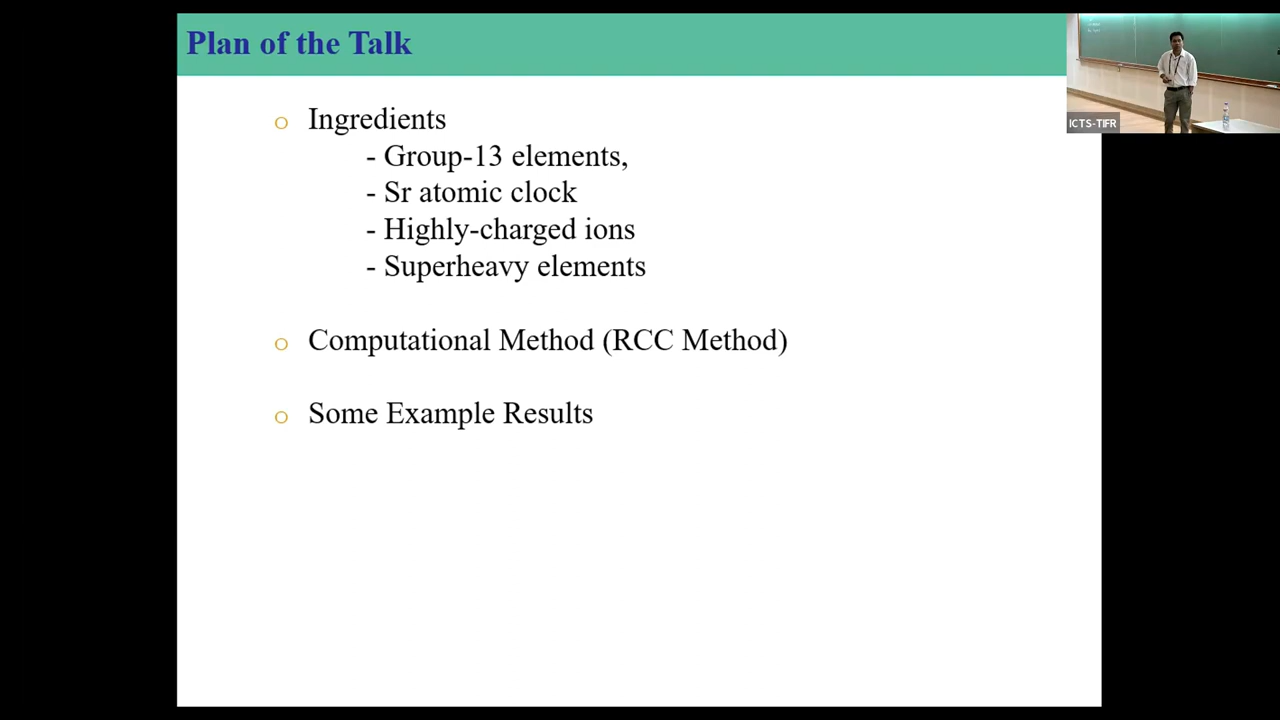 Plan of the Talk
o Ingredients
- Group-13 elements,
- Sr atomic clock
- Highly-charged ions
- Superheavy elements
o Computational Method (RCC Method)
o Some Example Results
ICTS-TIFR